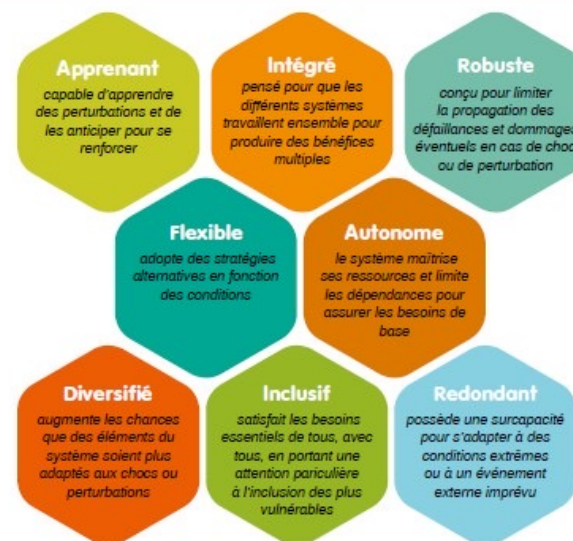 Apprenant
capable d'apprendre
des perturbations et de
les anticiper pour se
renforcer
Intégré
pensé pour que les
différents systèmes
travaillent ensemble pour
produire des bénéfices
multiples
Robuste
conçu pour limiter
la propagation des
défaillances et dommages
éventuels en cas de choc
ou de perturbation
Flexible
adopte des stratégies
alternatives en fonction
des conditions
Autonome
le système maîtrise
ses ressources et limite
les dépendances pour
assurer les besoins de
base
Diversifié
augmente les chances
que des éléments du
système soient plus
adaptés aux chocs ou
perturbations
Inclusif
satisfait les besoins
essentiels de tous, avec
tous, en portant une
attention pariculière
à l'inclusion des plus
vulnérables
Redondant
possède une surcapacité
pour s'adapter à des
conditions extrêmes
ou à un événement
externe imprévu